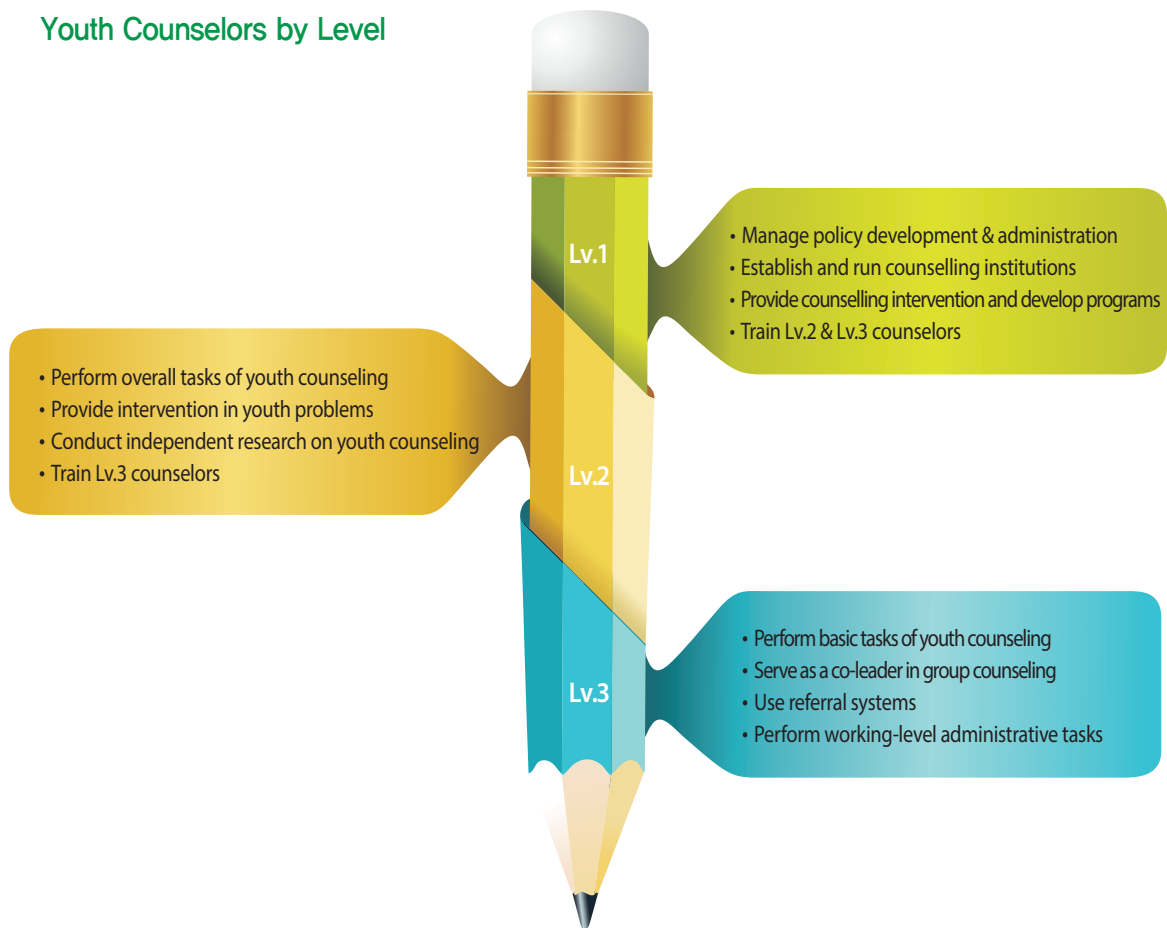 Youth Counselors by Level
Lv.1
• Manage policy development & administration
• Establish and run counselling institutions
• Provide counselling intervention and develop programs
• Train Lv.2 & Lv.3 counselors
• Perform overall tasks of youth counseling
• Provide intervention in youth problems
• Conduct independent research on youth counseling
• Train Lv.3 counselors
Lv.2
Lv.3
• Perform basic tasks of youth counseling
• Serve as a co-leader in group counseling
• Use referral systems
• Perform working-level administrative tasks